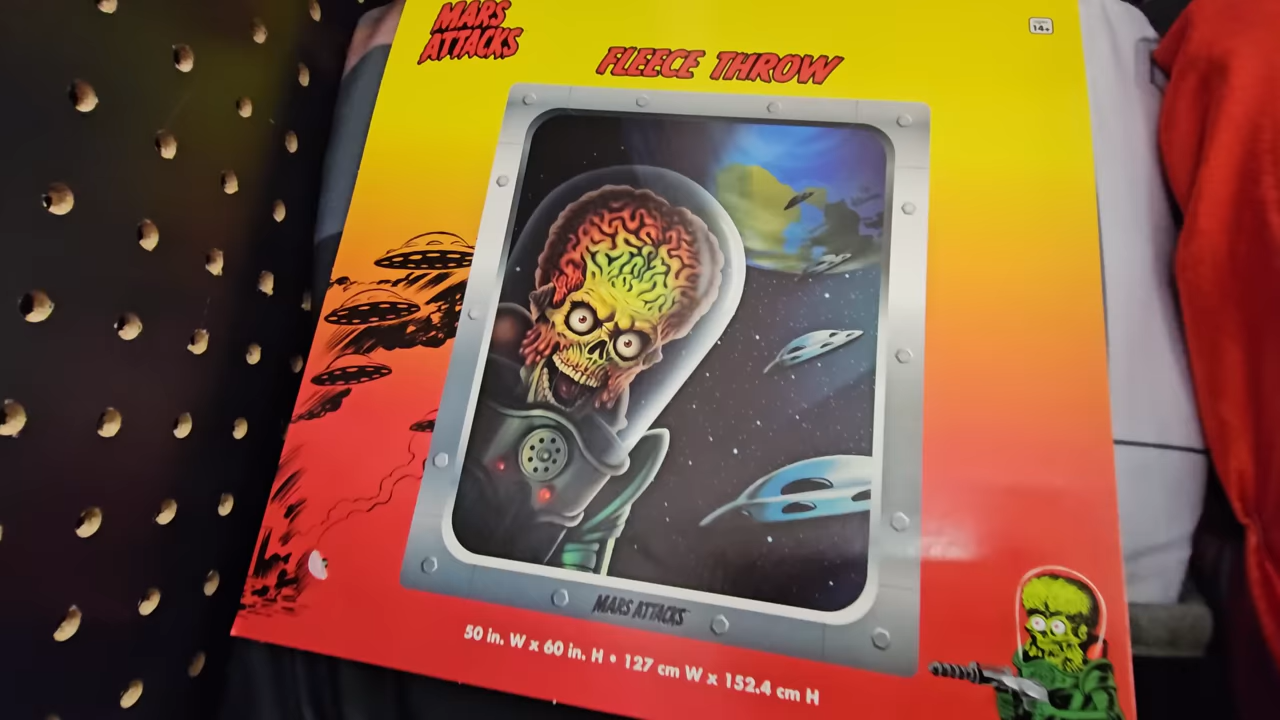 MARS
ATTACKS
FLEECE THROW
14+
MARS ATTACKS
50 in. W x 60 in. H • 127 cm W x 152.4 cm H